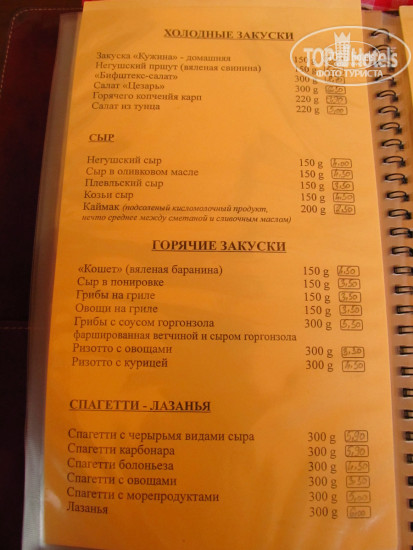 ХОЛОДНЫЕ ЗАКУСКИ
TOP Hotels
ФОТО ТУРИСТА
Закуска «Кужина» - домашняя 150
Негушский пршут (вяленая свинина) 150
«Бифштекс-салат» 300
Салат «Цезарь» 300 g
Горячего копчения карп 220 g
Салат из тунца 220 g
СЫР
Негушский сыр 150 g
Сыр в оливковом масле 150 g
Плевльский сыр 150 g
Козьи сыр 150 g
Каймак (подсоленый кисломолочный продукт, 200 g
нечто среднее между сметаной и сливочным маслом)
ГОРЯЧИЕ ЗАКУСКИ
«Кошет» (вяленая баранина) 150 g
Сыр в понировке 150 g
Грибы на гриле 150 g
Овощи на гриле 150 g
Грибы с соусом горгонзола 300 g
фаршированная ветчиной и сыром горгонзола
Ризотто с овощами 300 g
Ризотто с курицей 300 g
СПАГЕТТИ - ЛАЗАНЬЯ
Спагетти с черырьмя видами сыра 300 g
Спагетти карбонара 300 g
Спагетти болоньеза 300 g
Спагетти с овощами 300 g
Спагетти с морепродуктами 300 g
Лазанья 300 g